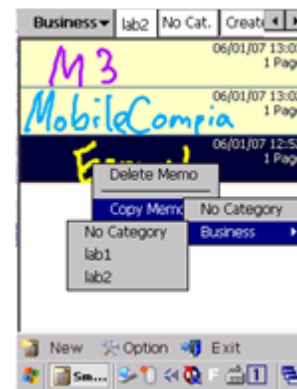 Business lab2 No Cat. Creat
06/01/07 13:0
1 Pag
M3
06/01/07 13:0
1 Pag
MobileCompia
06/01/07 12:5
1 Pag
Delete Memo
Copy Memo
No Category
Business
No Category
lab1
lab2
New Option Exit
Sm...
F
1